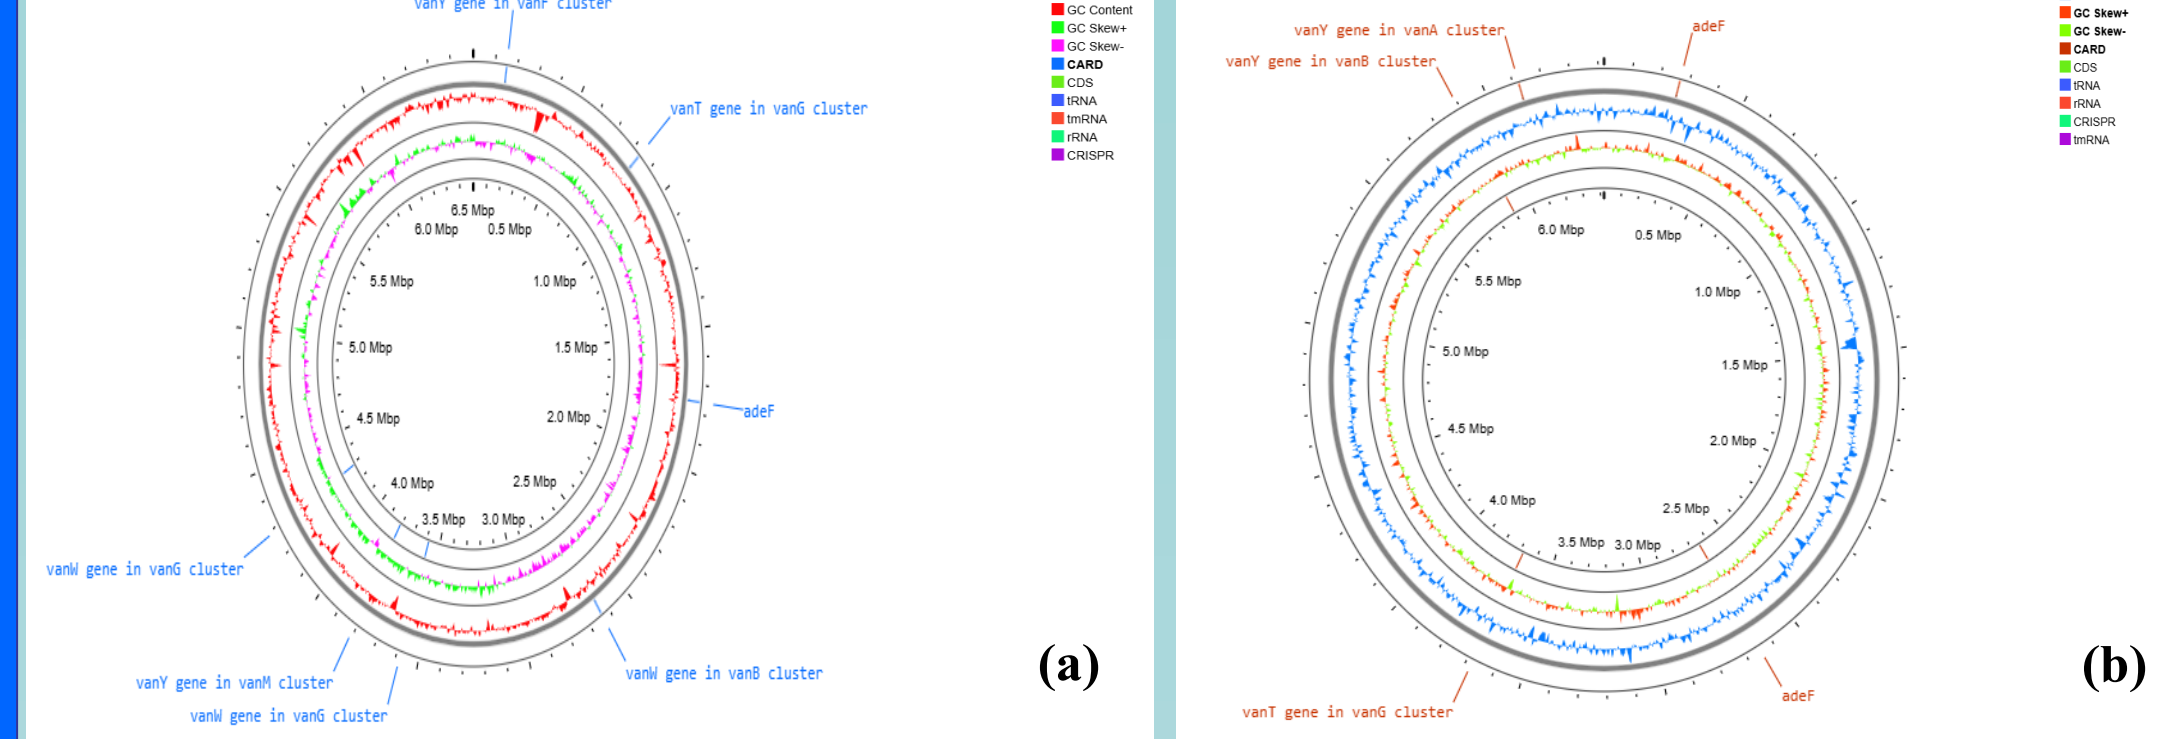 vanY gene in vanF cluster
GC Content
GC Skew+
GC Skew-
CARD
CDS
tRNA
tmRNA
rRNA
CRISPR
vanT gene in vanG cluster
6.5 Mbp
6.0 Mbp
0.5 Mbp
5.5 Mbp
1.0 Mbp
5.0 Mbp
1.5 Mbp
adeF
4.5 Mbp
2.0 Mbp
4.0 Mbp
2.5 Mbp
3.5 Mbp
3.0 Mbp
vanW gene in vanG cluster
vanY gene in vanM cluster
vanW gene in vanG cluster
vanW gene in vanB cluster
(a)
vanY gene in vanA cluster
vanY gene in vanB cluster
adeF
GC Skew+
GC Skew-
CARD
CDS
tRNA
rRNA
CRISPR
tmRNA
6.0 Mbp
0.5 Mbp
5.5 Mbp
1.0 Mbp
5.0 Mbp
1.5 Mbp
4.5 Mbp
2.0 Mbp
4.0 Mbp
2.5 Mbp
3.5 Mbp
3.0 Mbp
adeF
vanT gene in vanG cluster
(b)